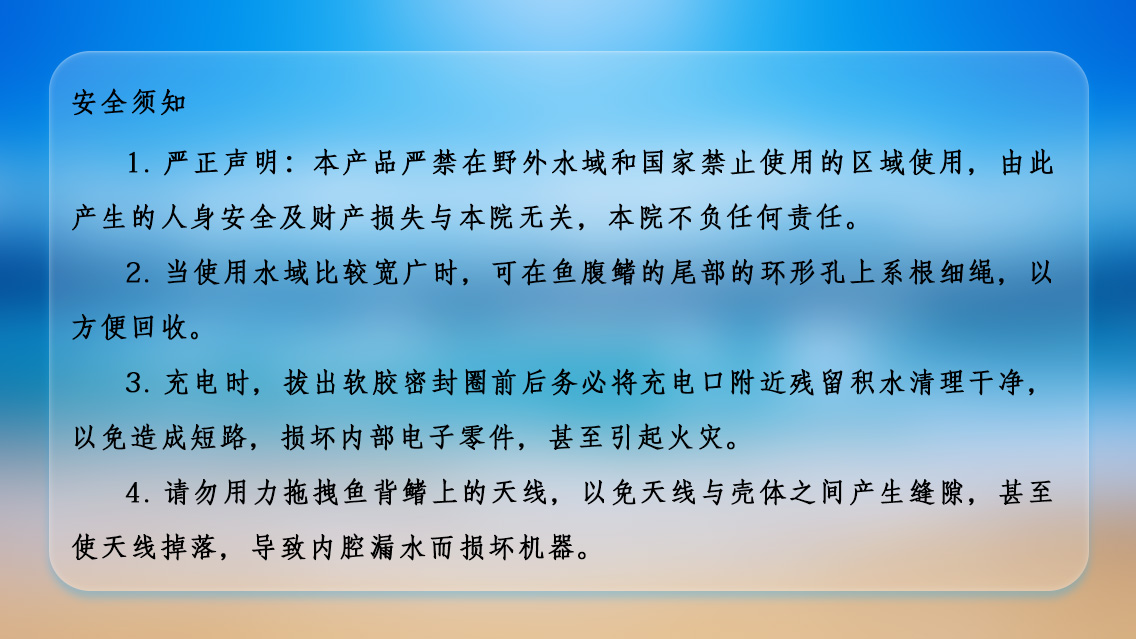 安全须知
1. 严正声明：本产品严禁在野外水域和国家禁止使用的区域使用，由此
产生的人身安全及财产损失与本院无关，本院不负任何责任。
2. 当使用水域比较宽广时，可在鱼腹鳍的尾部的环形孔上系根细绳，以
方便回收。
3. 充电时，拔出软胶密封圈前后务必将充电口附近残留积水清理干净，
以免造成短路，损坏内部电子零件，甚至引起火灾。
4. 请勿用力拖拽鱼背鳍上的天线，以免天线与壳体之间产生缝隙，甚至
使天线掉落，导致内腔漏水而损坏机器。